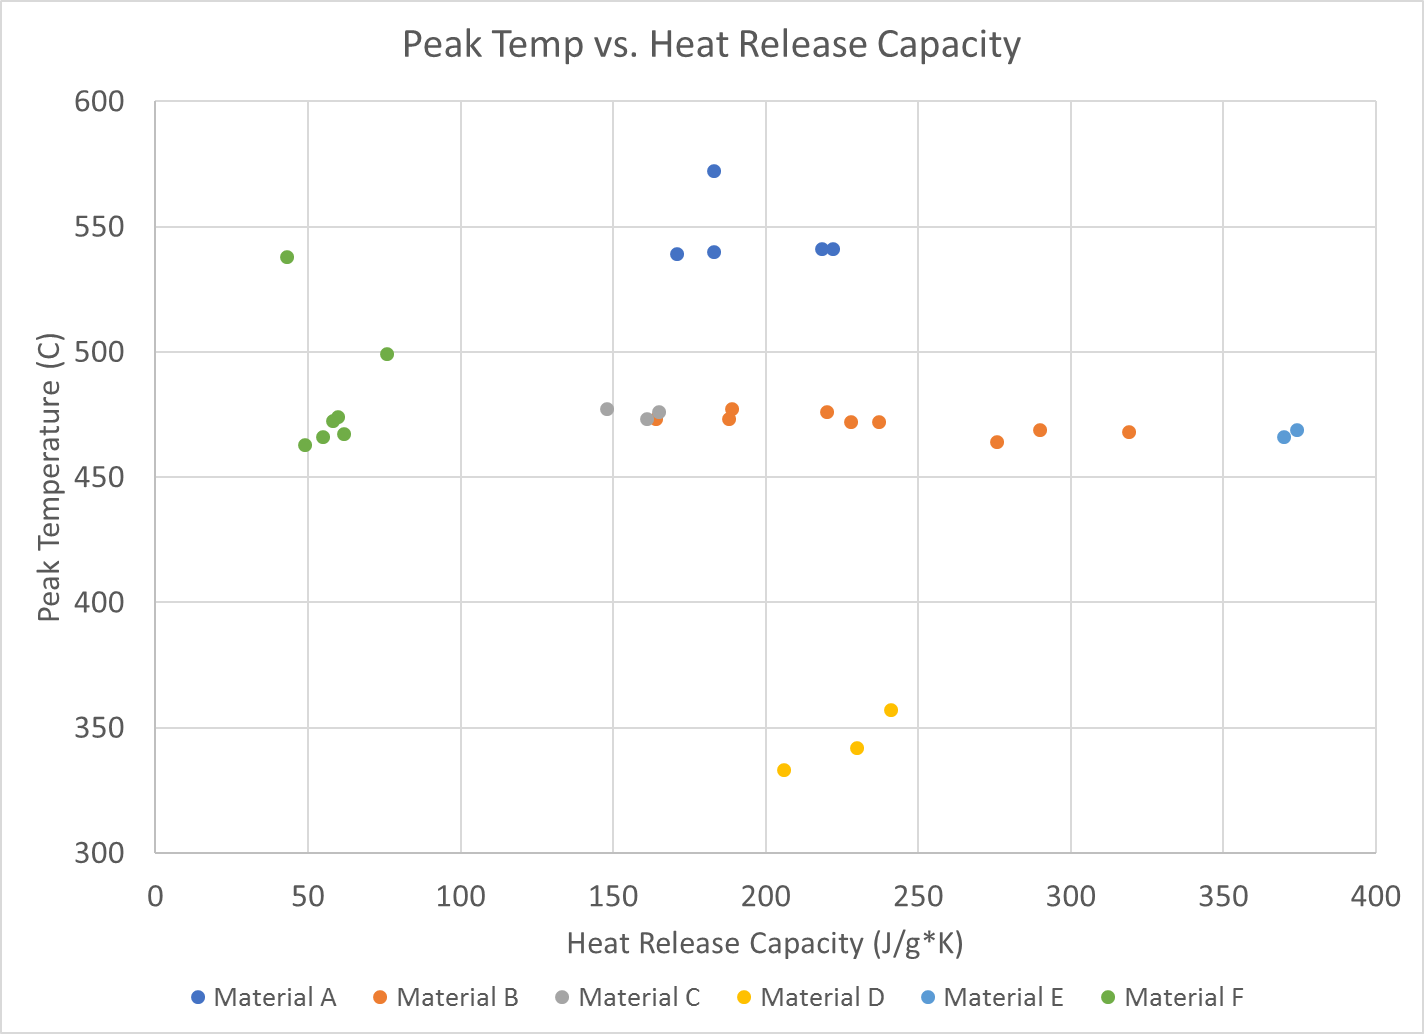 Peak Temp vs. Heat Release Capacity
600
550
500
450
400
350
300
Peak Temperature (C)
0 50 100 150 200 250 300 350 400
Heat Release Capacity (J/g*K)
Material A Material B Material C Material D Material E Material F